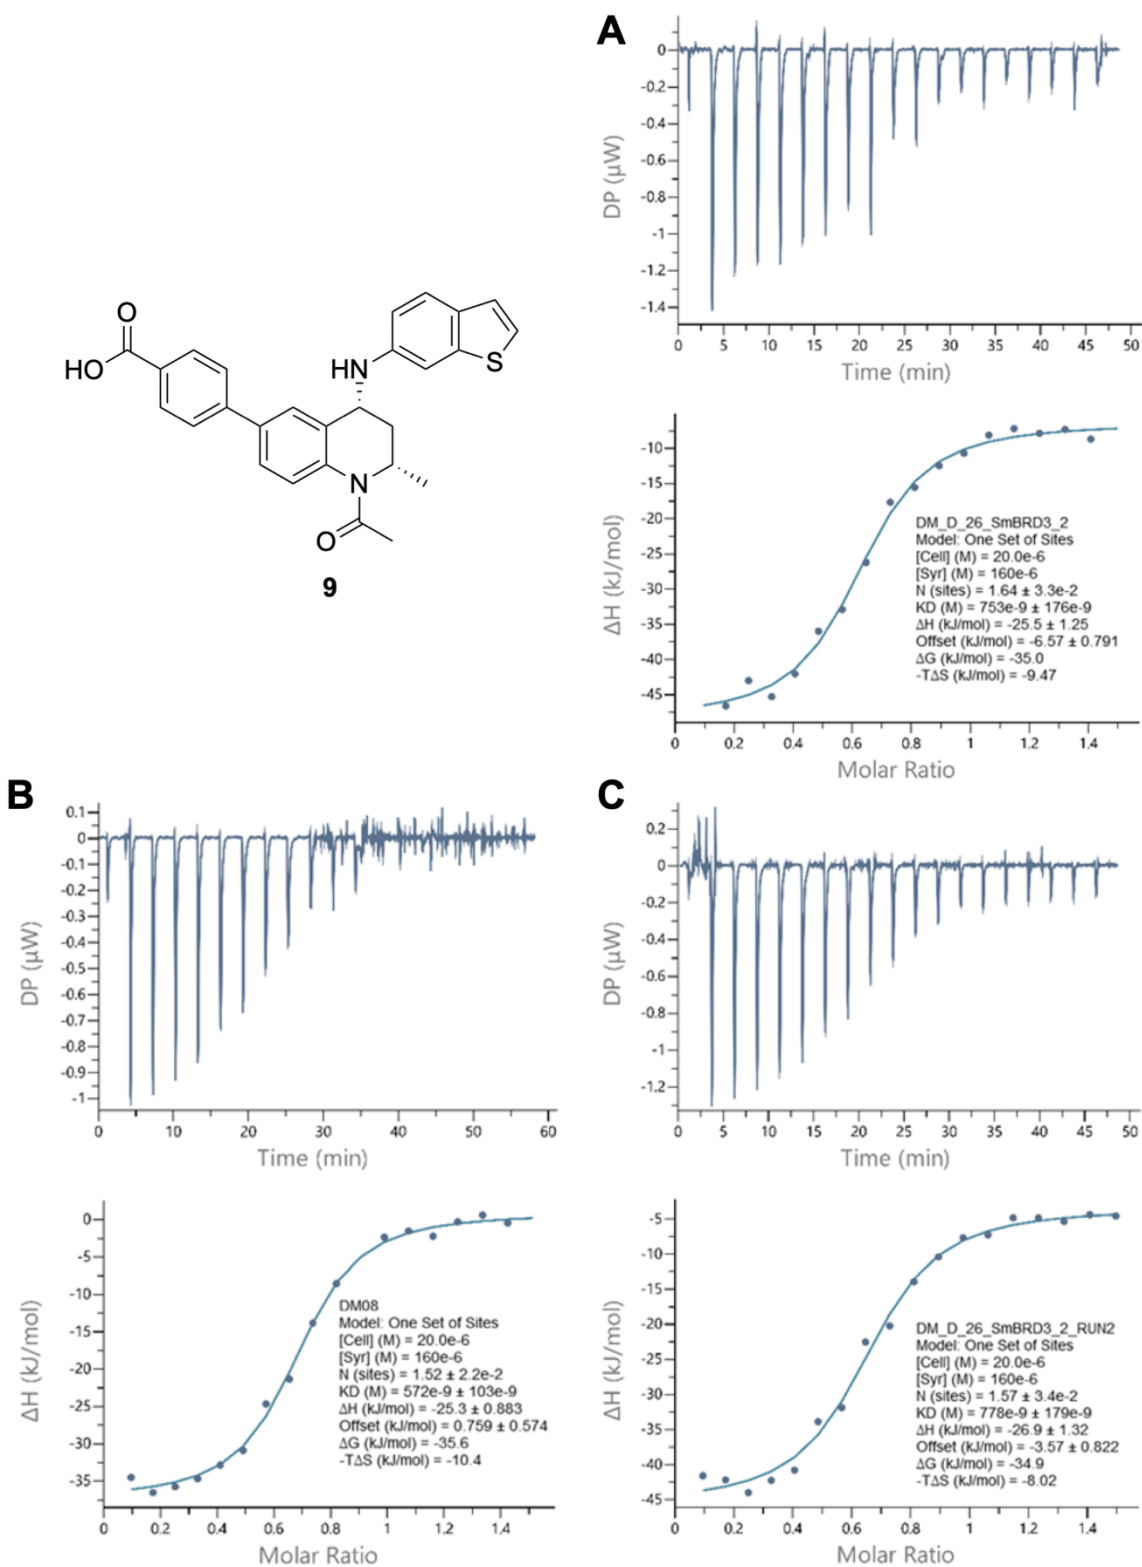 A
0
-0.2
-0.4
-0.6
-0.8
-1
-1.2
-1.4
DP (µW)
0 5 10 15 20 25 30 35 40 45 50
Time (min)
O
HO
HN
S
N
O
9
-10
-15
-20
-25
-30
-35
-40
-45
ΔH (kJ/mol)
DM_D_26_SmBRD3_2
Model: One Set of Sites
[Cell] (M) = 20.0e-6
[Syr] (M) = 160e-6
N (sites) = 1.64 ± 3.3e-2
KD (M) = 753e-9 ± 176e-9
ΔH (kJ/mol) = -25.5 ± 1.25
Offset (kJ/mol) = -6.57 ± 0.791
ΔG (kJ/mol) = -35.0
-TΔS (kJ/mol) = -9.47
0 0.2 0.4 0.6 0.8 1 1.2 1.4
Molar Ratio
B
0.1
0
-0.1
-0.2
-0.3
-0.4
-0.5
-0.6
-0.7
-0.8
-0.9
-1
DP (µW)
0 10 20 30 40 50 60
Time (min)
0
-5
-10
-15
-20
-25
-30
-35
ΔH (kJ/mol)
DM08
Model: One Set of Sites
[Cell] (M) = 20.0e-6
[Syr] (M) = 160e-6
N (sites) = 1.52 ± 2.2e-2
KD (M) = 572e-9 ± 103e-9
ΔH (kJ/mol) = -25.3 ± 0.883
Offset (kJ/mol) = 0.759 ± 0.574
ΔG (kJ/mol) = -35.6
-TΔS (kJ/mol) = -10.4
0 0.2 0.4 0.6 0.8 1 1.2 1.4
Molar Ratio
C
0.2
0
-0.2
-0.4
-0.6
-0.8
-1
-1.2
DP (µW)
0 5 10 15 20 25 30 35 40 45 50
Time (min)
-5
-10
-15
-20
-25
-30
-35
-40
-45
ΔH (kJ/mol)
DM_D_26_SmBRD3_2_RUN2
Model: One Set of Sites
[Cell] (M) = 20.0e-6
[Syr] (M) = 160e-6
N (sites) = 1.57 ± 3.4e-2
KD (M) = 778e-9 ± 179e-9
ΔH (kJ/mol) = -26.9 ± 1.32
Offset (kJ/mol) = -3.57 ± 0.822
ΔG (kJ/mol) = -34.9
-TΔS (kJ/mol) = -8.02
0 0.2 0.4 0.6 0.8 1 1.2 1.4
Molar Ratio